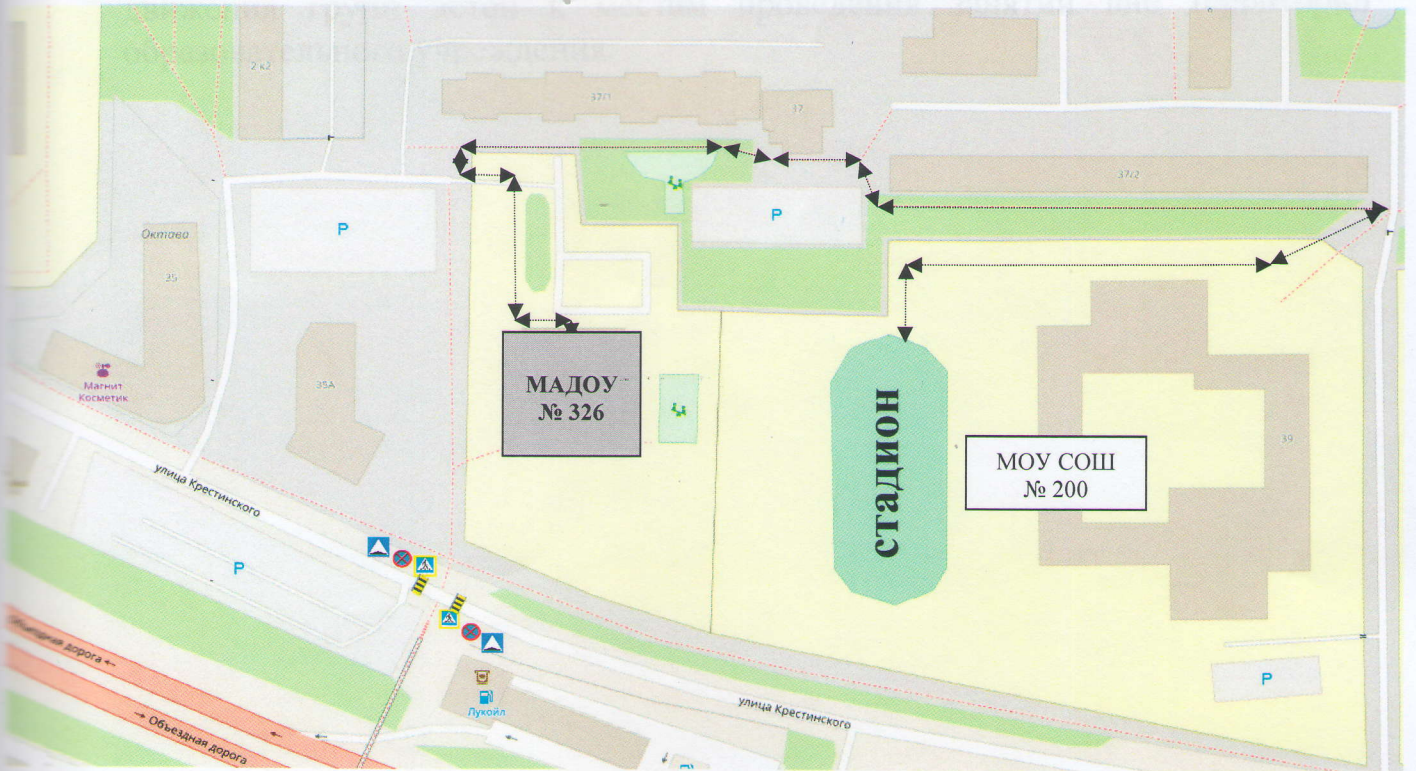 2 к2
37/1
37
37/2
P
P
Октава
35
35А
Магнит
Косметик
МАДОУ
№ 326
стадион
МОУ СОШ
№ 200
39
улица Крестинского
P
P
Объездная дорога
Объездная дорога
Лукойл
улица Крестинского